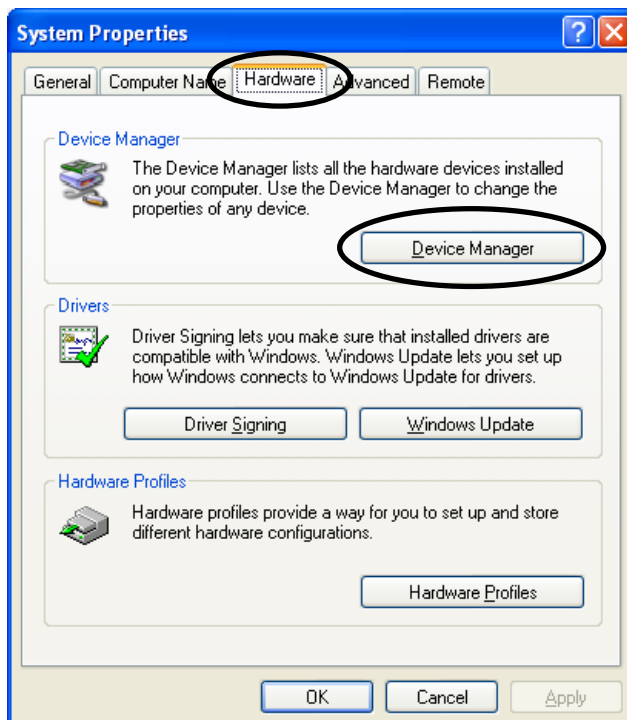 System Properties
General
Computer Name
Hardware
Advanced
Remote
Device Manager
The Device Manager lists all the hardware devices installed
on your computer. Use the Device Manager to change the
properties of any device.
Device Manager
Drivers
Driver Signing lets you make sure that installed drivers are
compatible with Windows. Windows Update lets you set up
how Windows connects to Windows Update for drivers.
Driver Signing
Windows Update
Hardware Profiles
Hardware profiles provide a way for you to set up and store
different hardware configurations.
Hardware Profiles
OK
Cancel
Apply